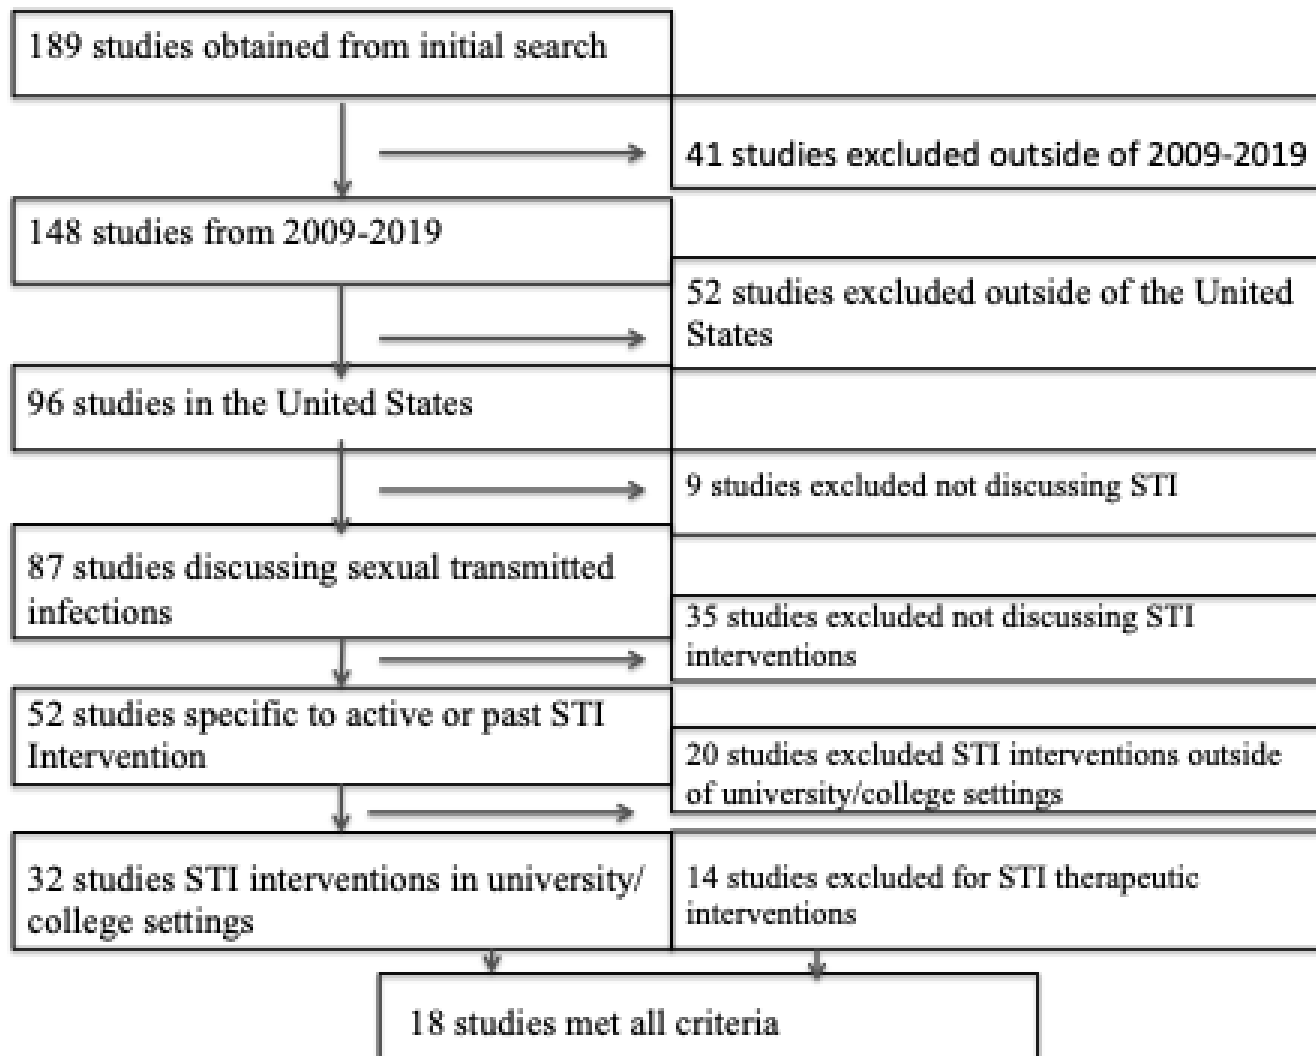 189 studies obtained from initial search
41 studies excluded outside of 2009-2019
148 studies from 2009-2019
52 studies excluded outside of the United
States
96 studies in the United States
9 studies excluded not discussing STI
87 studies discussing sexual transmitted
infections
35 studies excluded not discussing STI
interventions
52 studies specific to active or past STI
Intervention
20 studies excluded STI interventions outside
of university/college settings
32 studies STI interventions in university/
college settings
14 studies excluded for STI therapeutic
interventions
18 studies met all criteria